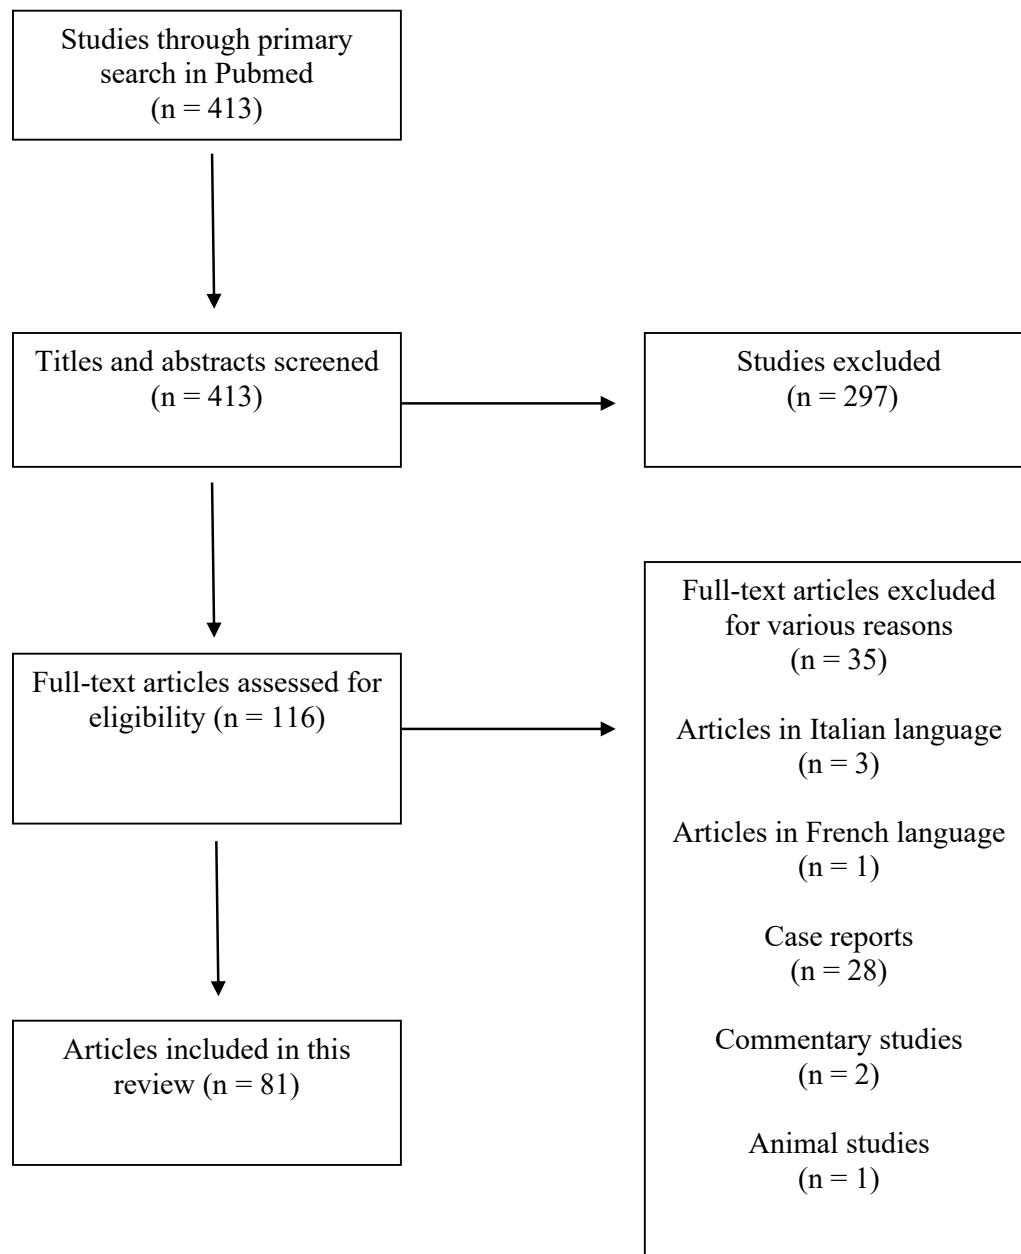 Studies through primary
search in Pubmed
(n = 413)
Titles and abstracts screened
(n = 413)
Studies excluded
(n = 297)
Full-text articles assessed for
eligibility (n = 116)
Full-text articles excluded
for various reasons
(n = 35)
Articles in Italian language
(n = 3)
Articles in French language
(n = 1)
Case reports
(n = 28)
Commentary studies
(n = 2)
Animal studies
(n = 1)
Articles included in this
review (n = 81)